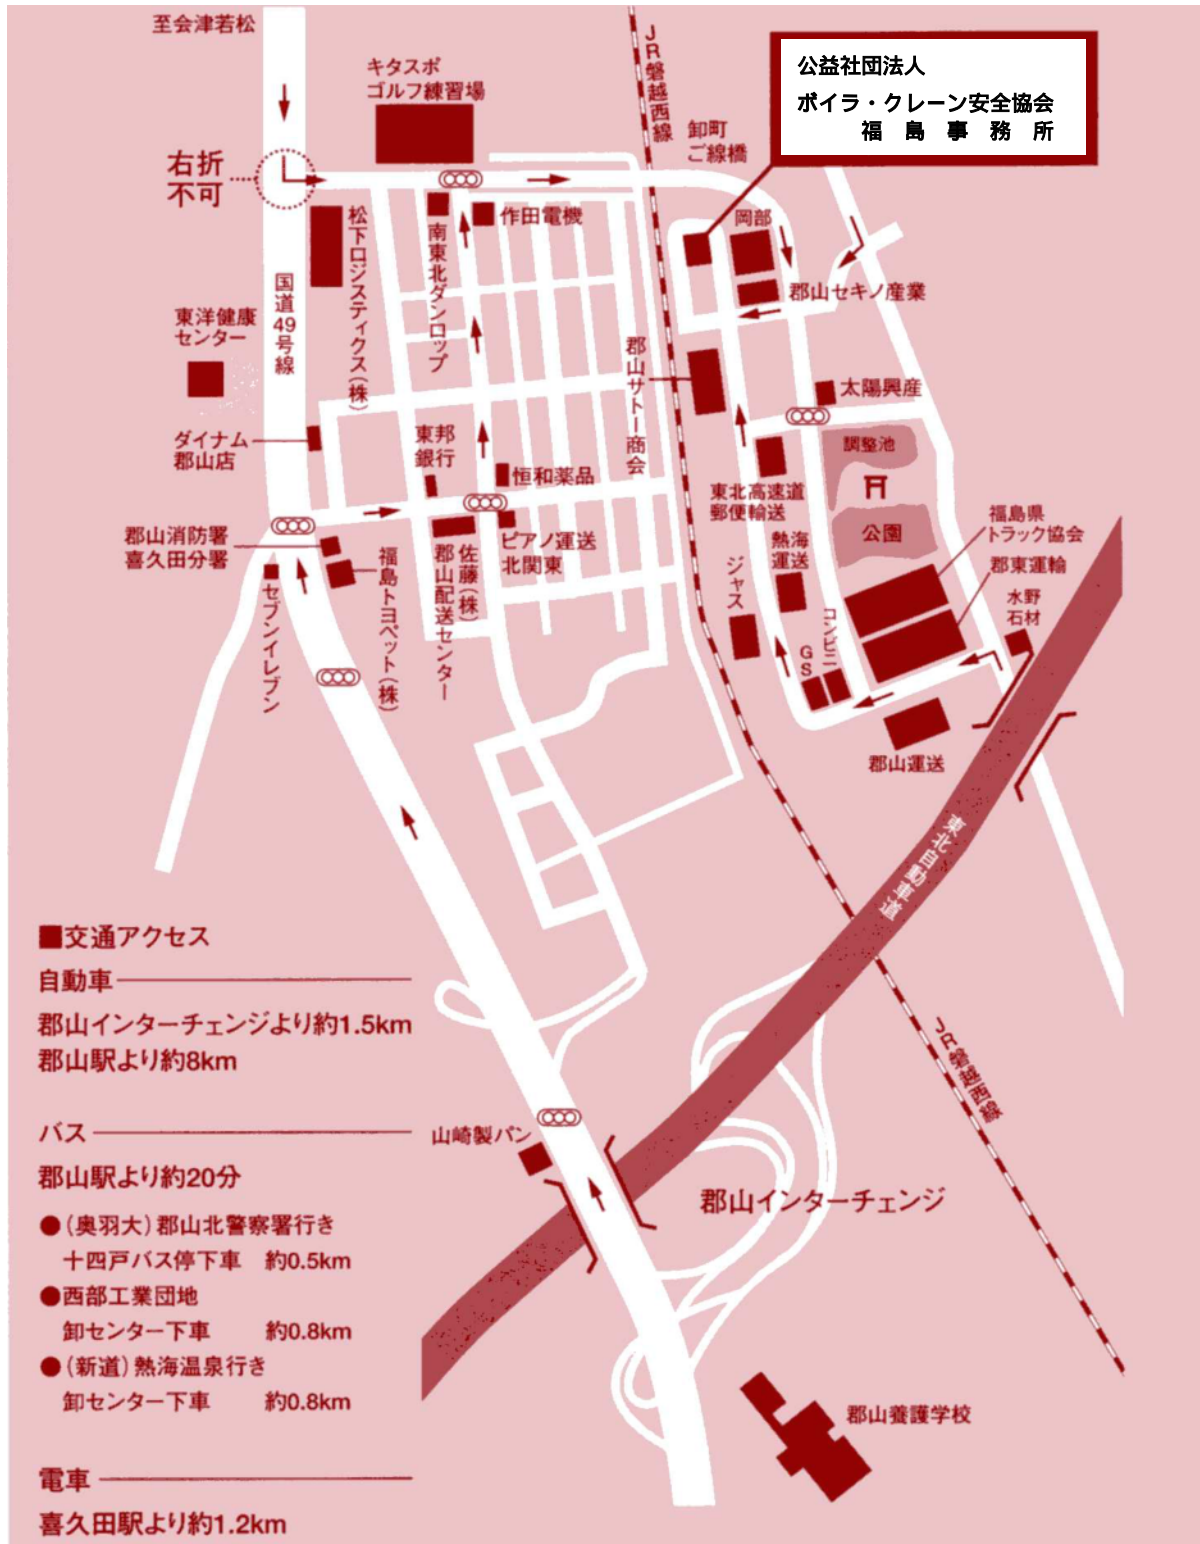 至会津若松
キタスポ
ゴルフ練習場
JR磐越西線
公益社団法人
ボイラ・クレーン安全協会
福島事務所
卸町
ご線橋
右折
不可
松下ロジスティクス(株)
南東北ダンロップ
作田電機
岡部
郡山セキノ産業
国道49号線
東洋健康
センター
郡山サトー商会
太陽興産
ダイナム
郡山店
東邦
銀行
恒和薬品
調整池
東北高速道
郵便輸送
公園
福島県
トラック協会
郡東運輸
水野
石材
郡山消防署
喜久田分署
セブンイレブン
福島トヨペット(株)
佐藤(株)
郡山配送センター
ピアノ運送
北関東
熱海
運送
ジャス
コンビニ
GS
郡山運送
東北自動車道
JR磐越西線
山崎製パン
郡山インターチェンジ
郡山養護学校
■交通アクセス
自動車
郡山インターチェンジより約1.5km
郡山駅より約8km
バス
郡山駅より約20分
●(奥羽大)郡山北警察署行き
十四戸バス停下車 約0.5km
●西部工業団地
卸センター下車 約0.8km
●(新道)熱海温泉行き
卸センター下車 約0.8km
電車
喜久田駅より約1.2km